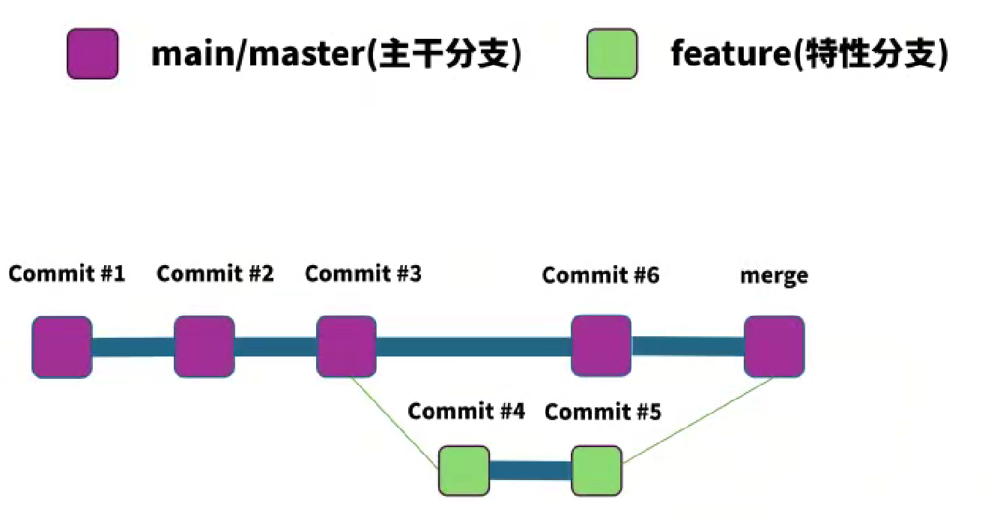 main/master(主干分支)
feature(特性分支)
Commit #1
Commit #2
Commit #3
Commit #6
merge
Commit #4
Commit #5